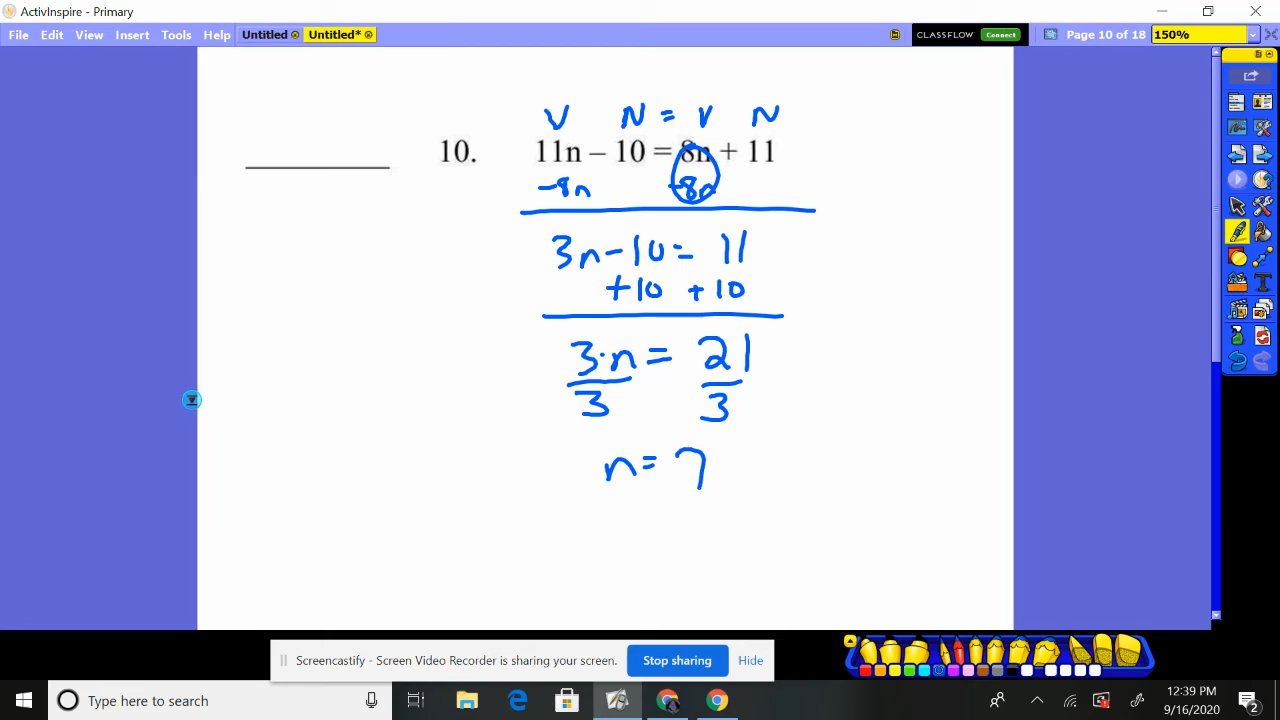 ActivInspire - Primary
File Edit View Insert Tools Help Untitled Untitled* CLASSFLOW Connect Page 10 of 18 150%
V N = V N
10. 11n – 10 = 8n + 11
-8n -8n
3n - 10 = 11
+10 +10
3·n = 21
3 3
n = 7
Screencastify - Screen Video Recorder is sharing your screen. Stop sharing Hide
Type here to search
12:39 PM
9/16/2020
2